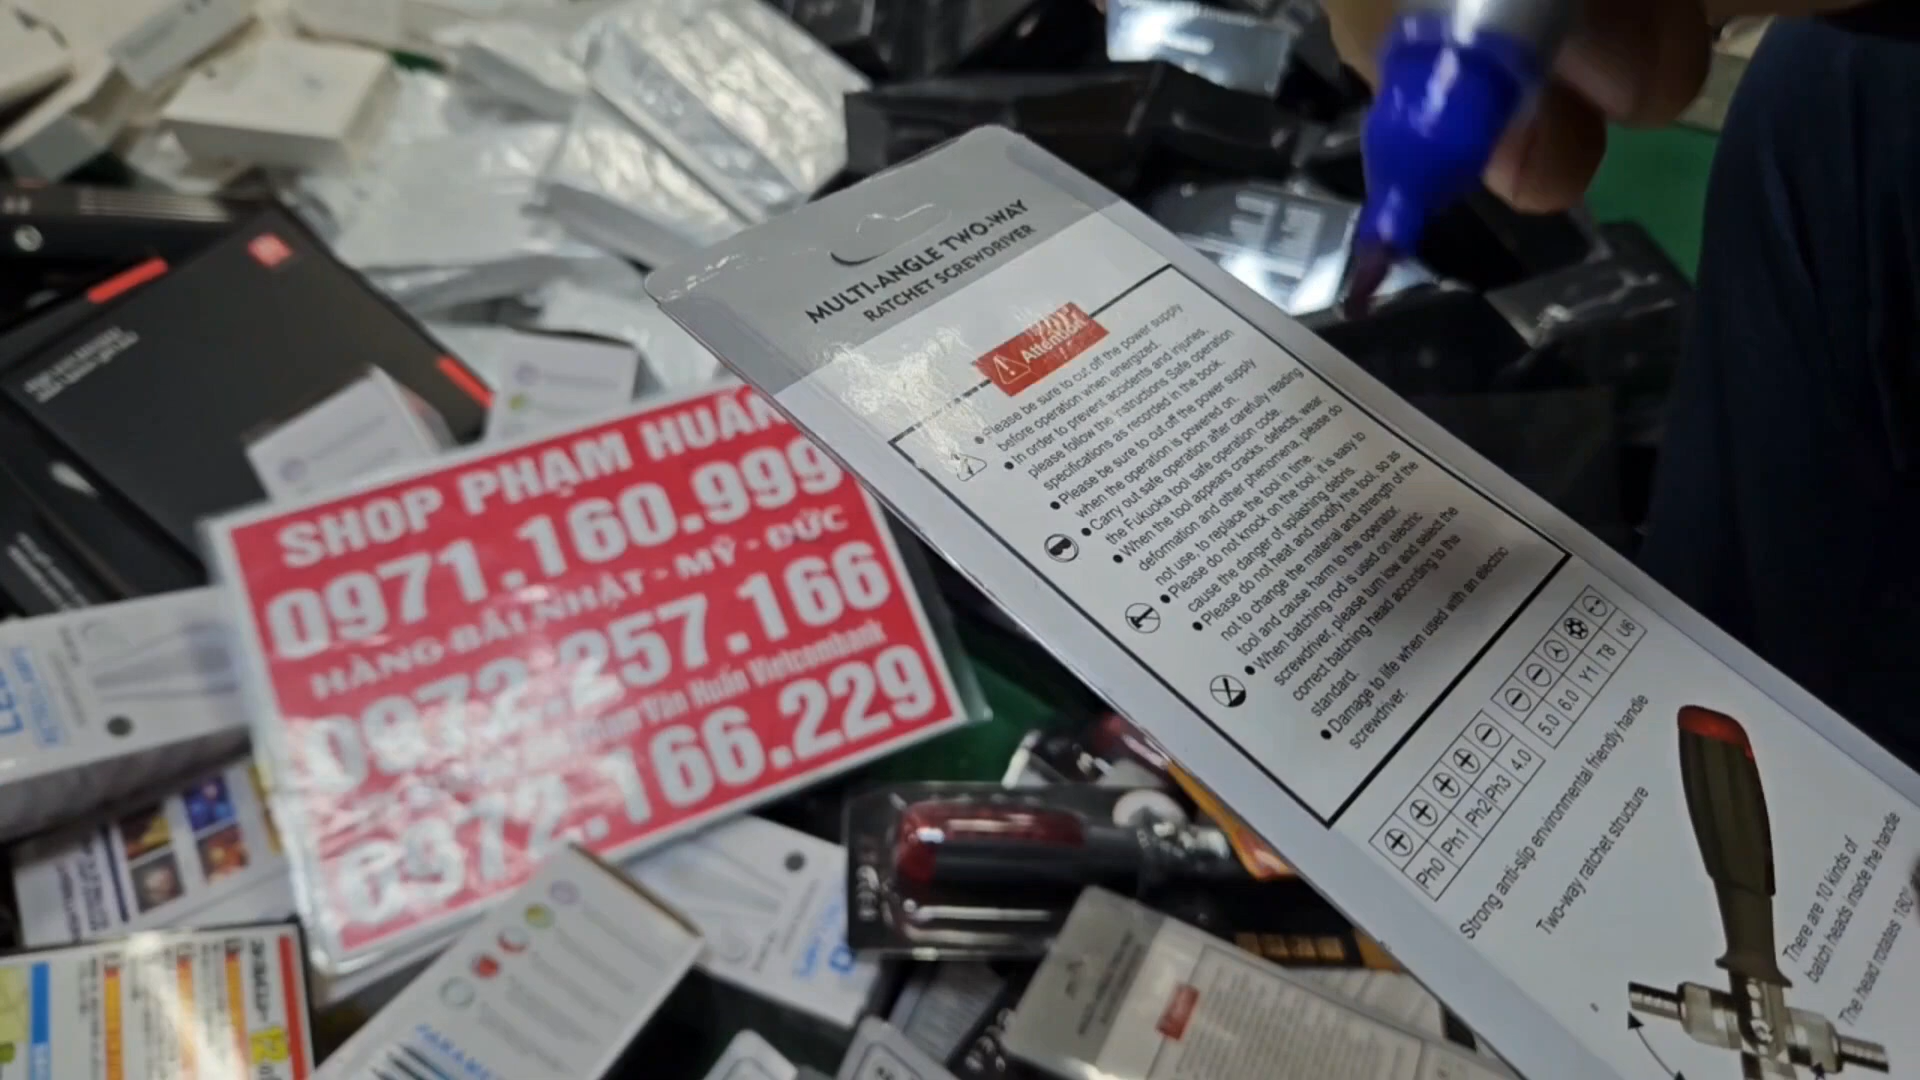 MULTI-ANGLE TWO-WAY
RATCHET SCREWDRIVER
Attention
● Please be sure to cut off the power supply
before operation when energized.
● In order to prevent accidents and injuries,
please follow the instructions Safe operation
specifications as recorded in the book.
● Please be sure to cut off the power supply
when the operation is powered on.
● Carry out safe operation after carefully reading
the Fukuoka tool safe operation code.
● When the tool appears cracks, defects, wear,
deformation and other phenomena, please do
not use, to replace the tool in time.
● Please do not knock on the tool, it is easy to
cause the danger of splashing debris.
● Please do not heat and modify the tool, so as
not to change the material and strength of the
tool and cause harm to the operator.
● When batching rod is used on electric
screwdriver, please turn low and select the
correct batching head according to the
standard.
● Damage to life when used with an electric
screwdriver.
Ph0 Ph1 Ph2 Ph3 4.0 5.0 6.0 Y1 T8 U6
Strong anti-slip environmental friendly handle
Two-way ratchet structure
There are 10 kinds of
batch heads inside the handle
The head rotates 180°
SHOP PHẠM HUẤN
0971.160.999
HÀNG BÃI NHẬT - MỸ - ĐỨC
0972.257.166
Văn Huấn Vietcombank
6372.166.229